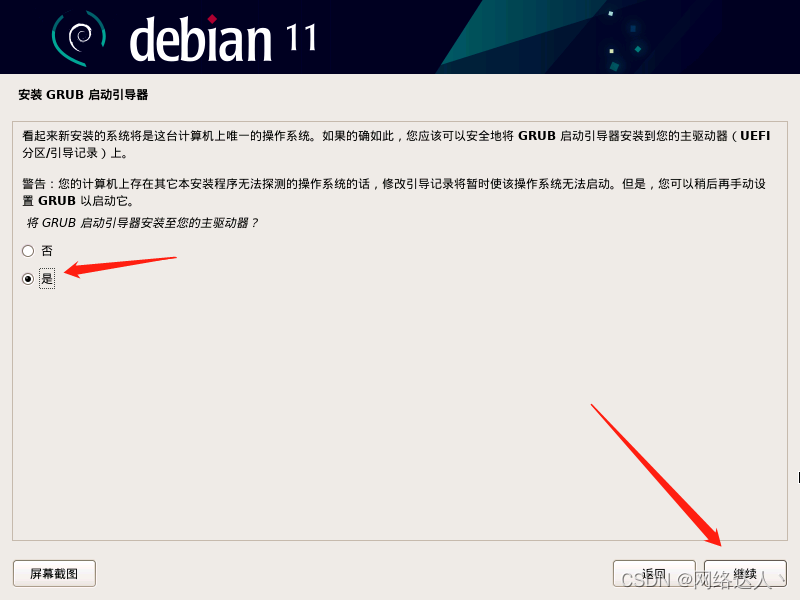 debian 11
安装 GRUB 启动引导器
看起来新安装的系统将是这台计算机上唯一的操作系统。如果的确如此，您应该可以安全地将 GRUB 启动引导器安装到您的主驱动器（UEFI
分区/引导记录）上。
警告：您的计算机上存在其它本安装程序无法探测的操作系统的话，修改引导记录将暂时使该操作系统无法启动。但是，您可以稍后再手动设
置 GRUB 以启动它。
将 GRUB 启动引导器安装至您的主驱动器？
否
是
屏幕截图
返回
继续
CSDN @网络达人丶